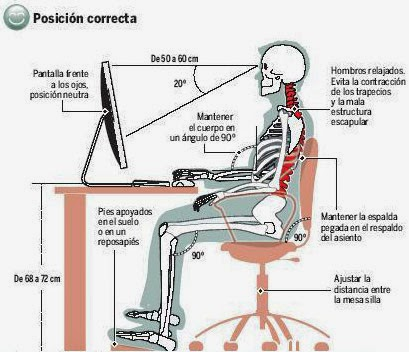 Posición correcta
De 50 a 60 cm
20º
Pantalla frente
a los ojos,
posición neutra
Hombros relajados.
Evita la contracción
de los trapecios
y la mala
estructura
escapular
Mantener
el cuerpo en
un ángulo de 90º
Pies apoyados
en el suelo
o en un
reposapiés
Mantener la espalda
pegada en el respaldo
del asiento
90º
90º
De 68 a 72 cm
Ajustar la
distancia entre
la mesa silla